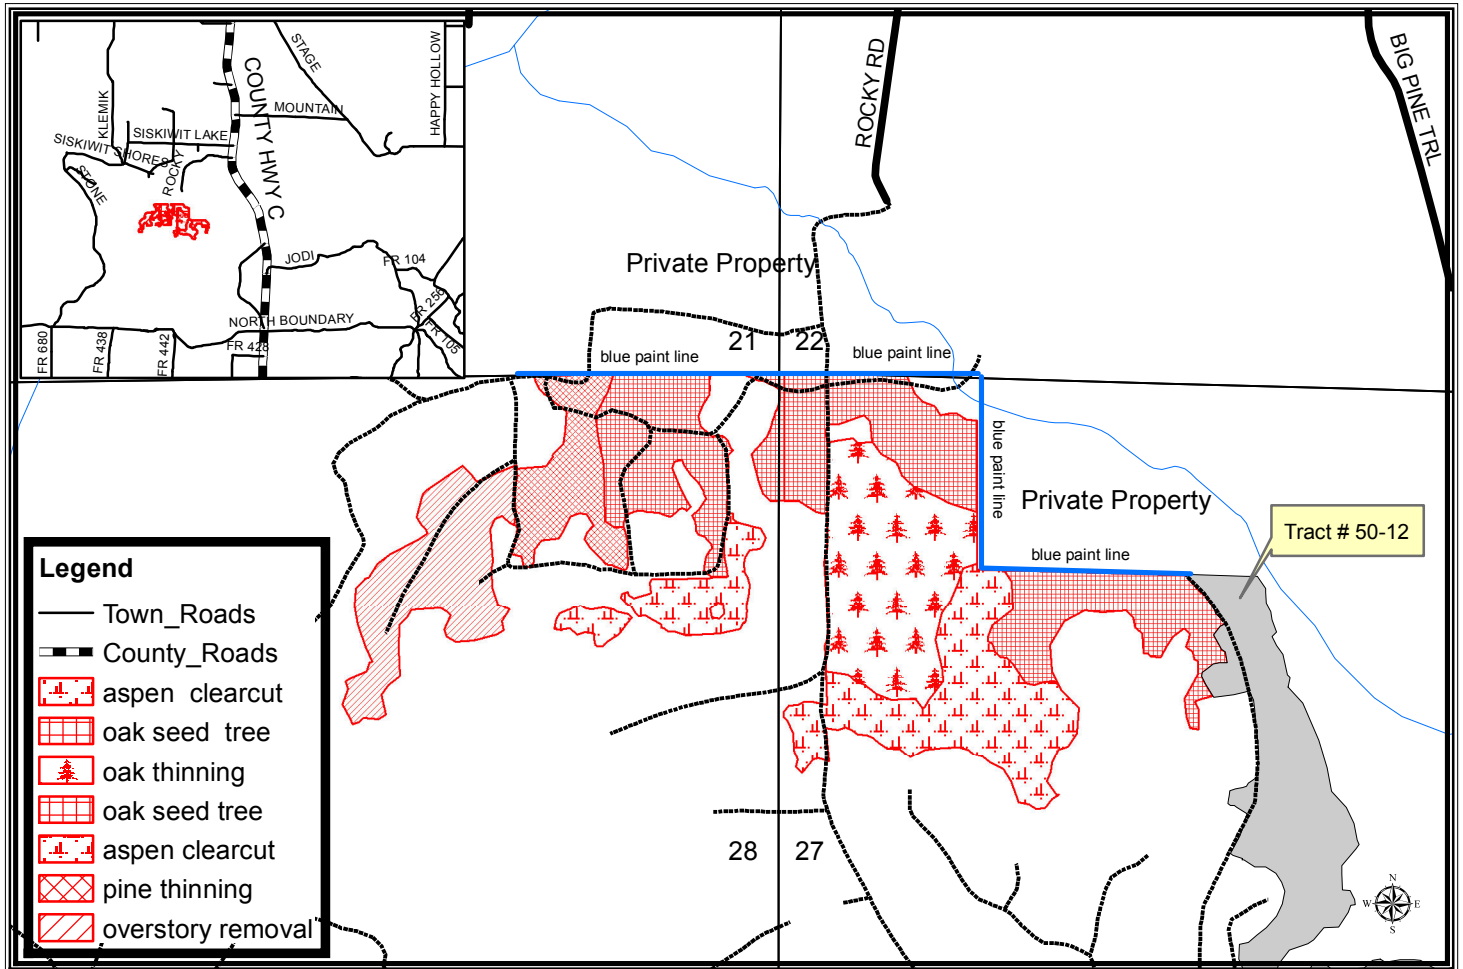 STAGE
HAPPY HOLLOW
COUNTY HWY C
KLEMIK
MOUNTAIN
SISKIWIT LAKE
SISKIWIT SHORES
ROCKY
STONE
JODI
FR 104
FR 256
FR 105
NORTH BOUNDARY
FR 680
FR 438
FR 442
FR 428
ROCKY RD
BIG PINE TRL
Private Property
21
22
blue paint line
blue paint line
blue paint line
Private Property
blue paint line
Tract # 50-12
28
27
Legend
Town_Roads
County_Roads
aspen clearcut
oak seed tree
oak thinning
oak seed tree
aspen clearcut
pine thinning
overstory removal
N
W
E
S